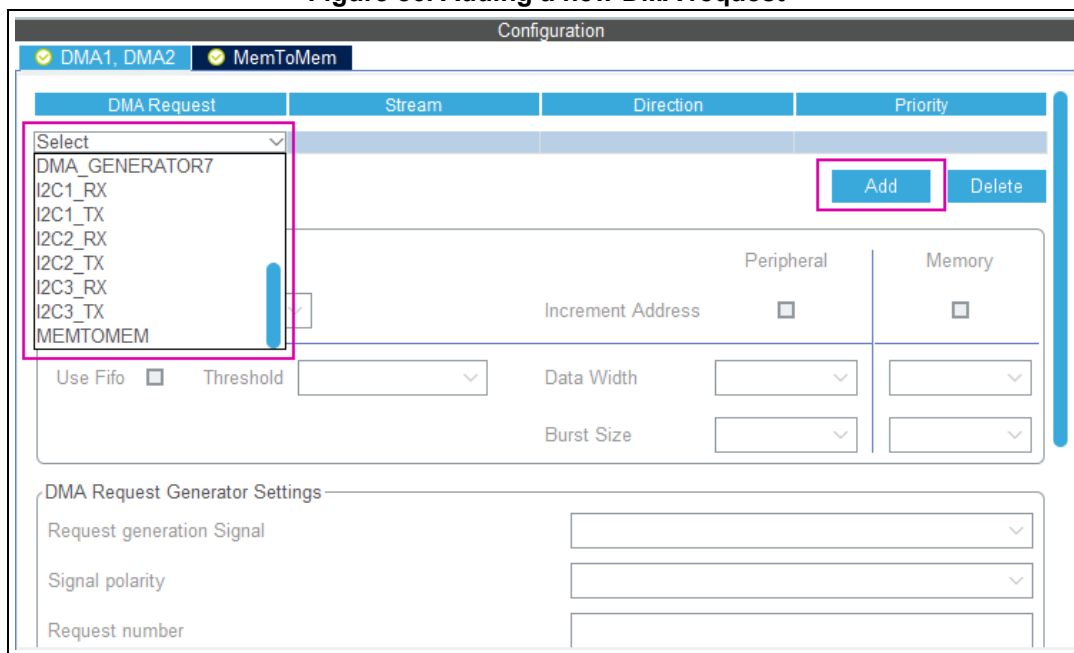 Configuration
DMA1, DMA2 MemToMem
DMA Request Stream Direction Priority
Select
DMA_GENERATOR7
I2C1_RX
I2C1_TX
I2C2_RX
I2C2_TX
I2C3_RX
I2C3_TX
MEMTOMEM
Add Delete
Peripheral Memory
Increment Address
Use Fifo Threshold Data Width
Burst Size
DMA Request Generator Settings
Request generation Signal
Signal polarity
Request number